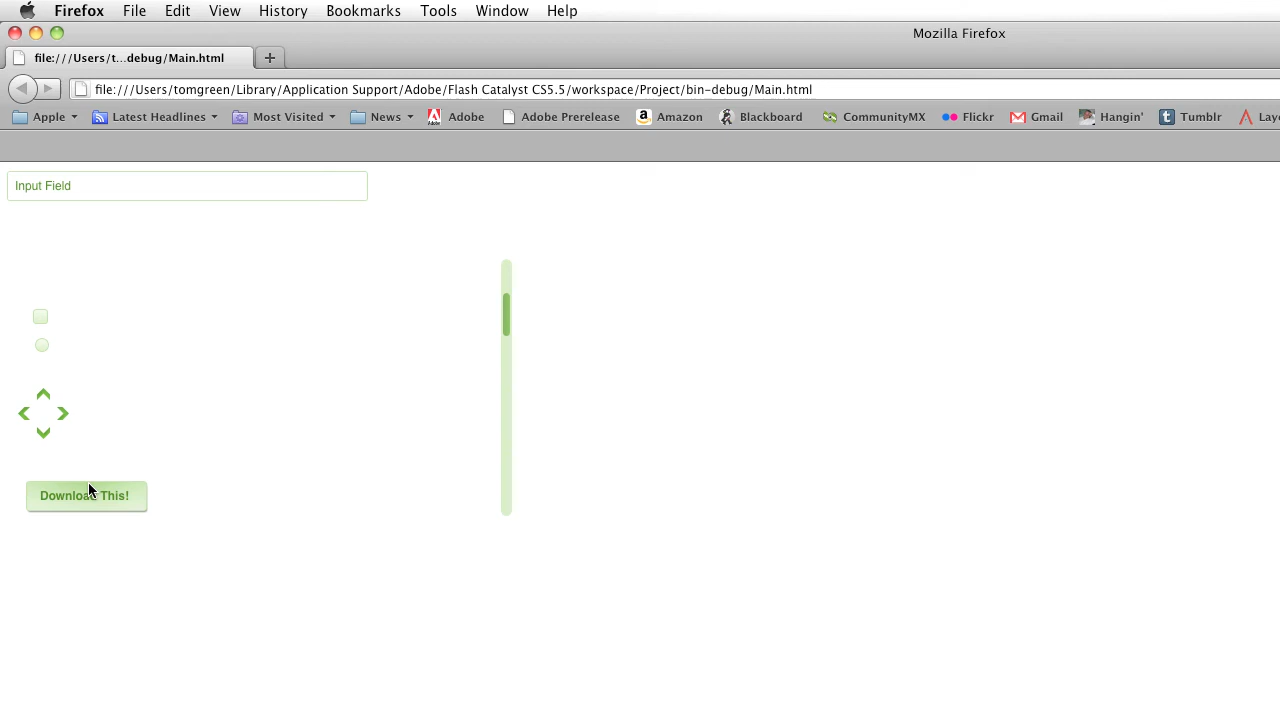 Firefox File Edit View History Bookmarks Tools Window Help
Mozilla Firefox
file:///Users/t...debug/Main.html
file:///Users/tomgreen/Library/Application Support/Adobe/Flash Catalyst CS5.5/workspace/Project/bin-debug/Main.html
Apple Latest Headlines Most Visited News Adobe Adobe Prerelease Amazon Blackboard CommunityMX Flickr Gmail Hangin' Tumblr Lay
Input Field
Download This!